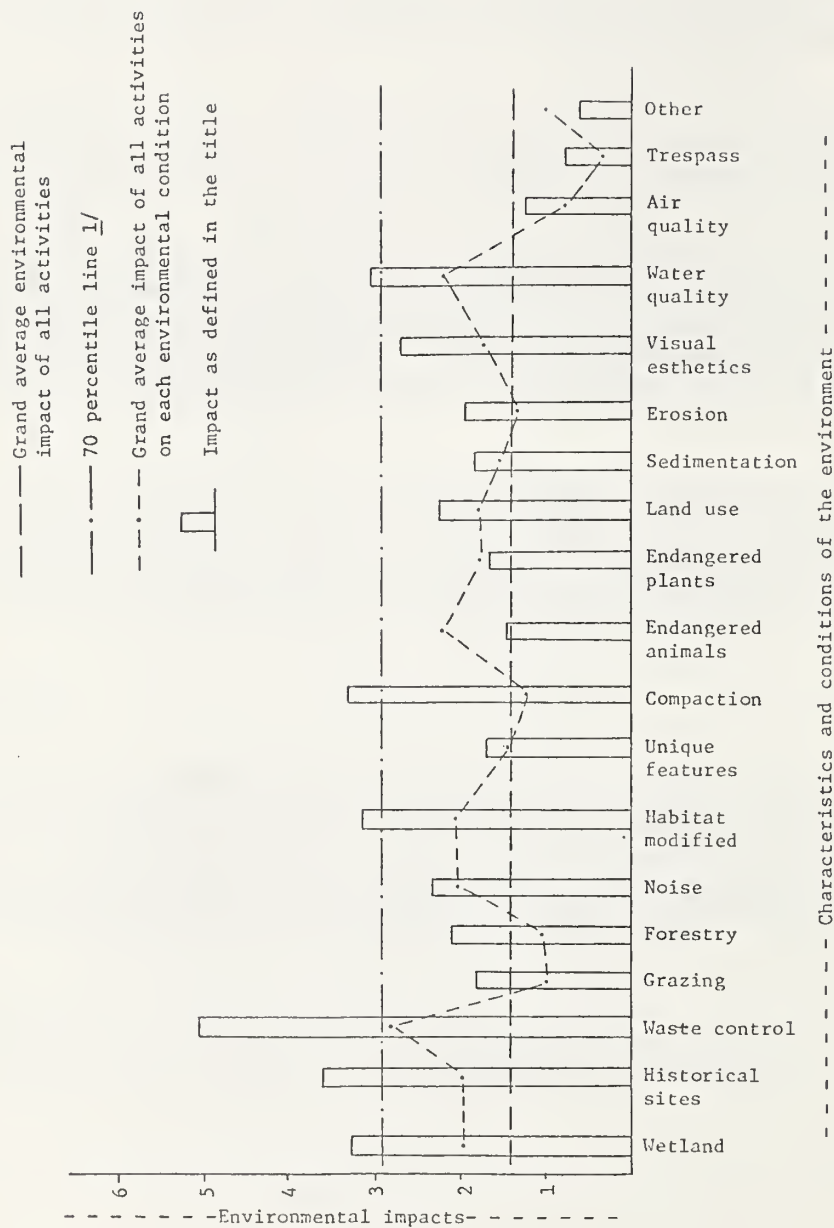 Grand average environmental
impact of all activities
70 percentile line 1/
Grand average impact of all activities
on each environmental condition
Impact as defined in the title
Other
Trespass
Air
quality
Water
quality
Visual
esthetics
Erosion
Sedimentation
Land use
Endangered
plants
Endangered
animals
Compaction
Unique
features
Habitat
modified
Noise
Forestry
Grazing
Waste control
Historical
sites
Wetland
6
5
4
3
2
1
- - - - - - -Environmental impacts- - - - - - -
- - - - - - - Characteristics and conditions of the environment - - - - - - -